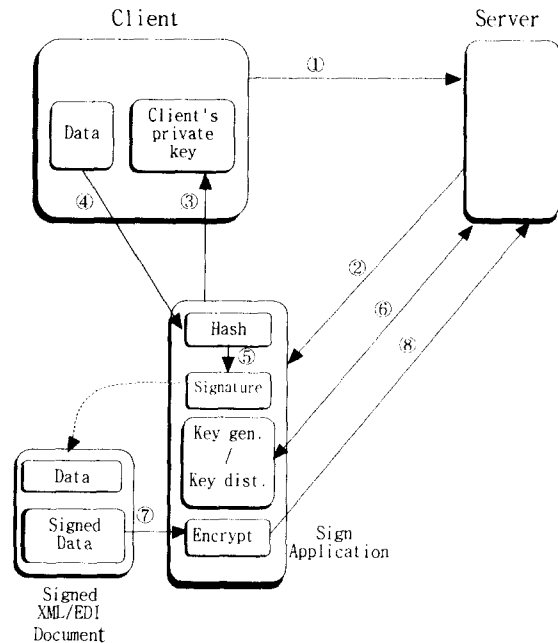 Client
Server
①
Data
Client's
private
key
④
③
②
⑥
⑧
Hash
⑤
Signature
Key gen.
/
Key dist.
Data
Signed
Data
⑦
Encrypt
Sign
Application
Signed
XML/EDI
Document